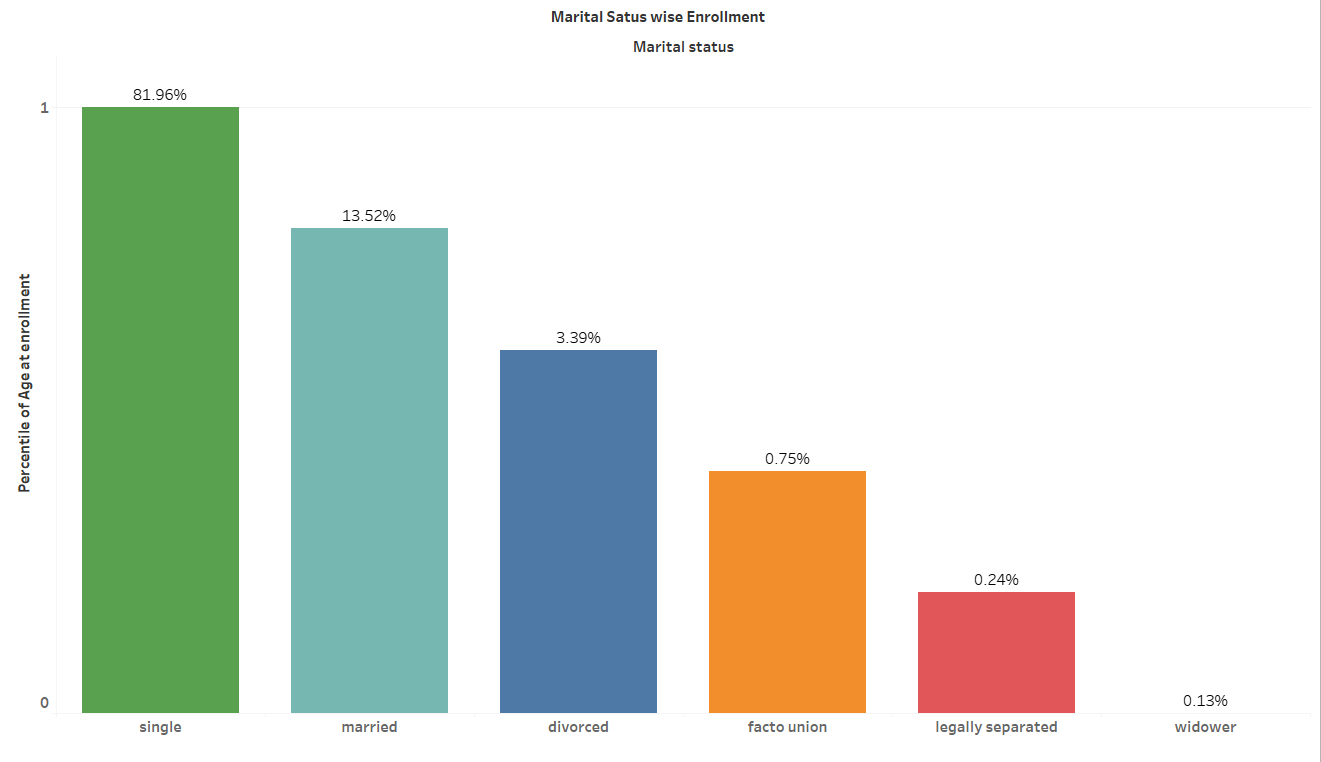 Marital Satus wise Enrollment
Marital status
Percentile of Age at enrollment
1
0
81.96%
13.52%
3.39%
0.75%
0.24%
0.13%
single
married
divorced
facto union
legally separated
widower